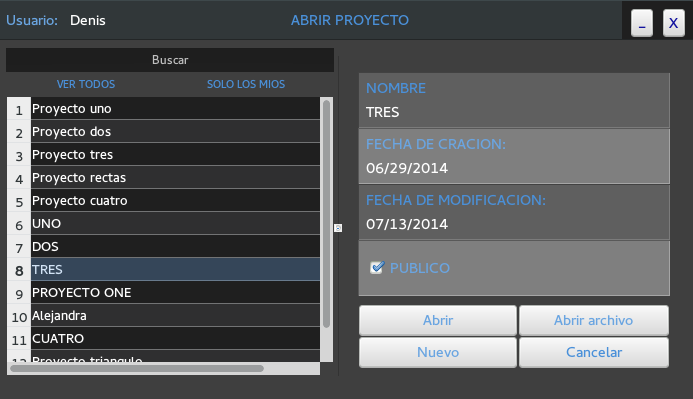 Usuario: Denis ABRIR PROYECTO _ X
Buscar
VER TODOS SOLO LOS MIOS
1 Proyecto uno
2 Proyecto dos
3 Proyecto tres
4 Proyecto rectas
5 Proyecto cuatro
6 UNO
7 DOS
8 TRES
9 PROYECTO ONE
10 Alejandra
11 CUATRO
12 Proyecto triangulo
NOMBRE
TRES
FECHA DE CRACION:
06/29/2014
FECHA DE MODIFICACION:
07/13/2014
PUBLICO
Abrir Abrir archivo
Nuevo Cancelar